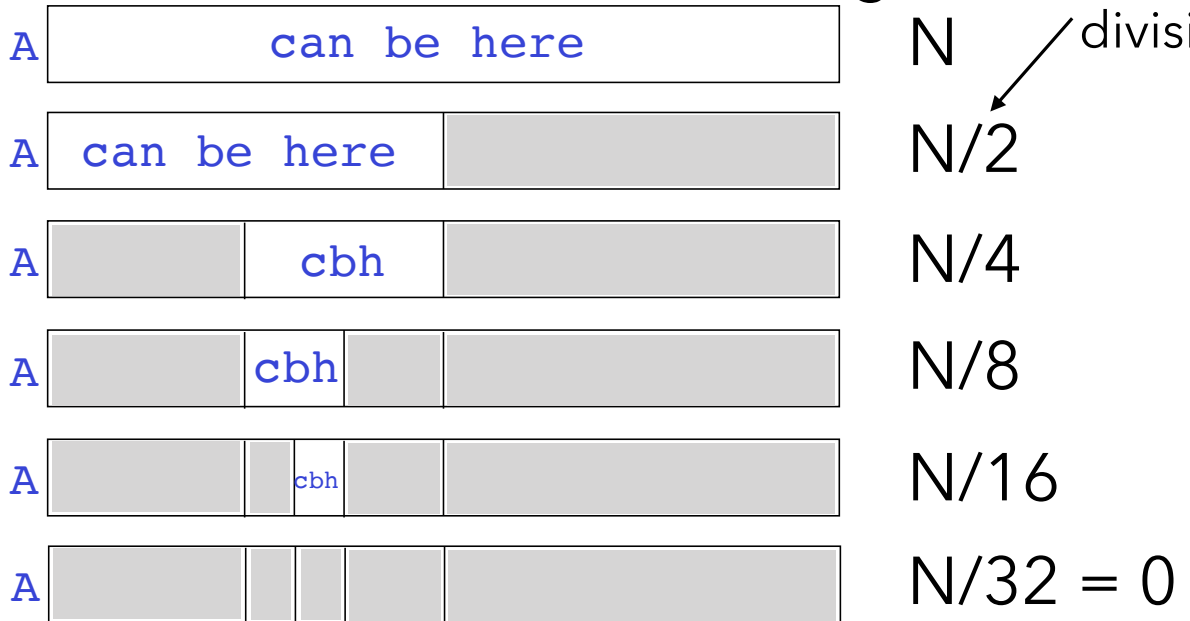 A can be here N divisi
A can be here N/2
A cbh N/4
A cbh N/8
A cbh N/16
A N/32 = 0